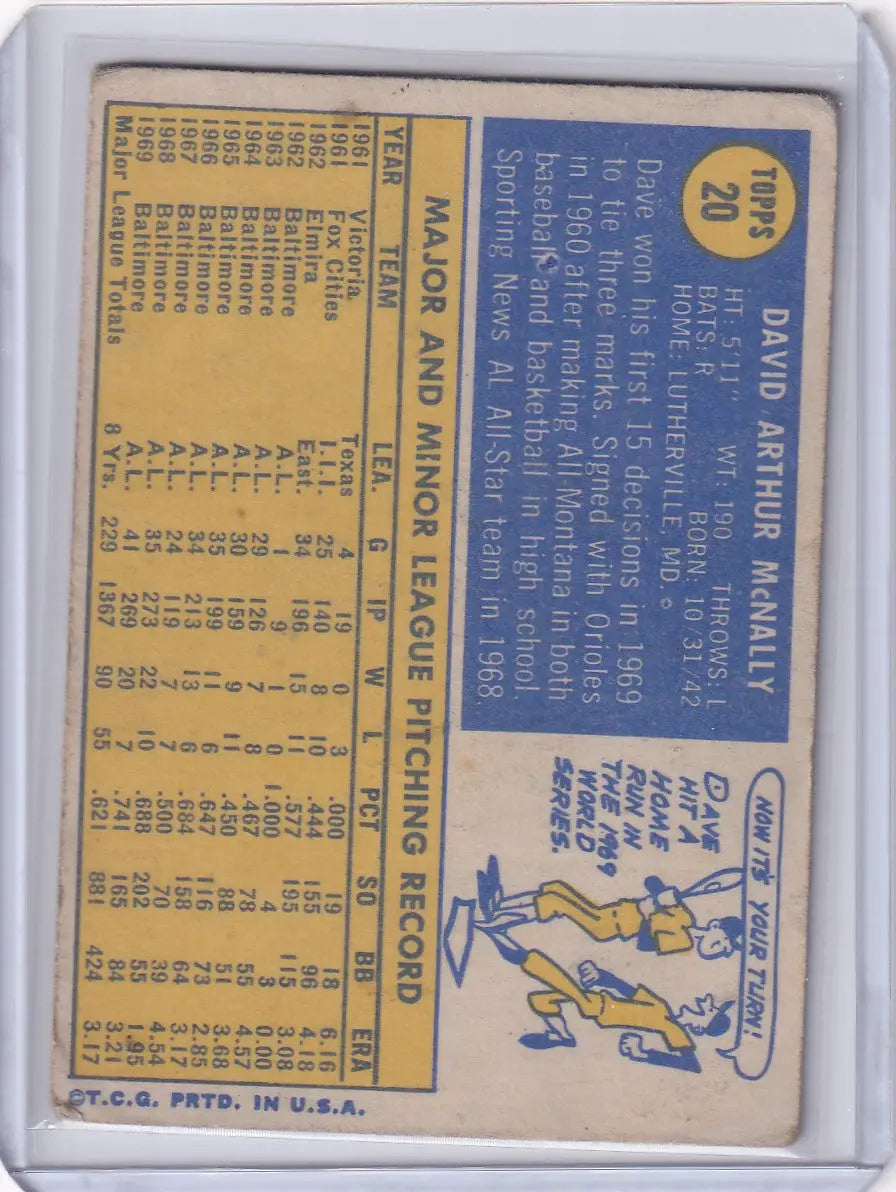 TOPPS
20
DAVID ARTHUR McNALLY
HT: 5'11" WT: 190 THROWS: L
BATS: R BORN: 10/31/42
HOME: LUTHERVILLE, MD.
Dave won his first 15 decisions in 1969
to tie three marks. Signed with Orioles
in 1960 after making All-Montana in both
baseball and basketball in high school.
Sporting News AL All-Star team in 1968.
NOW IT'S YOUR TURN!
DAVE
HIT A
HOME
RUN IN
THE 1969
WORLD
SERIES.
MAJOR AND MINOR LEAGUE PITCHING RECORD
YEAR TEAM LEA. G IP W L PCT SO BB ERA
1961 Victoria Texas 4 19 0 3 .000 19 18 6.16
1961 Fox Cities I.I.I. 25 140 8 10 .444 155 96 4.18
1962 Elmira East. 34 196 15 11 .577 195 115 3.08
1962 Baltimore A.L. 1 9 1 0 1.000 4 3 0.00
1963 Baltimore A.L. 29 126 7 8 .467 78 55 4.57
1964 Baltimore A.L. 30 159 9 11 .450 88 51 3.68
1965 Baltimore A.L. 35 199 11 6 .647 116 73 2.85
1966 Baltimore A.L. 34 213 13 6 .684 158 64 3.17
1967 Baltimore A.L. 24 119 7 7 .500 70 39 4.54
1968 Baltimore A.L. 35 273 22 10 .688 202 55 1.95
1969 Baltimore A.L. 41 269 20 7 .741 165 84 3.21
Major League Totals 8 Yrs. 229 1367 90 55 .621 881 424 3.17
©T.C.G. PRTD. IN U.S.A.